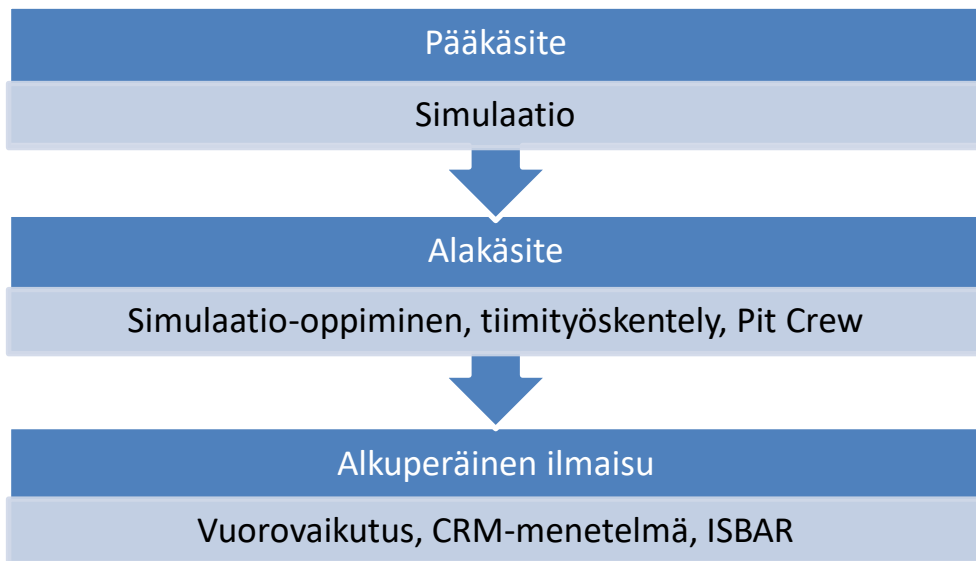 Pääkäsite
Simulaatio
Alakäsite
Simulaatio-oppiminen, tiimityöskentely, Pit Crew
Alkuperäinen ilmaisu
Vuorovaikutus, CRM-menetelmä, ISBAR